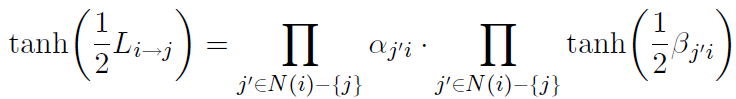 tanh(1/2 L_{i→j}) = ∏_{j′∈N(i)−{j}} α_{j′i} · ∏_{j′∈N(i)−{j}} tanh(1/2 β_{j′i})